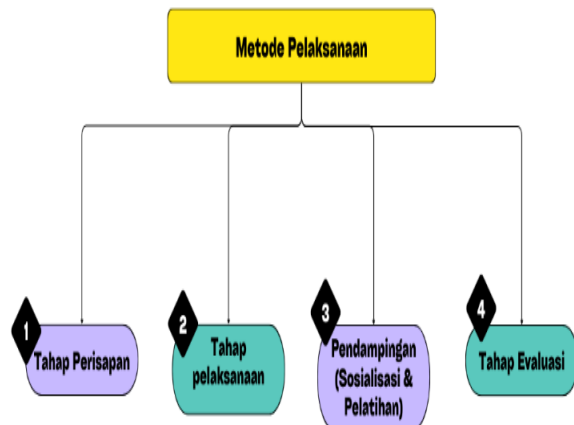 Metode Pelaksanaan
1
Tahap Perisapan
2
Tahap
pelaksanaan
3
Pendampingan
(Sosialisasi &
Pelatihan)
4
Tahap Evaluasi